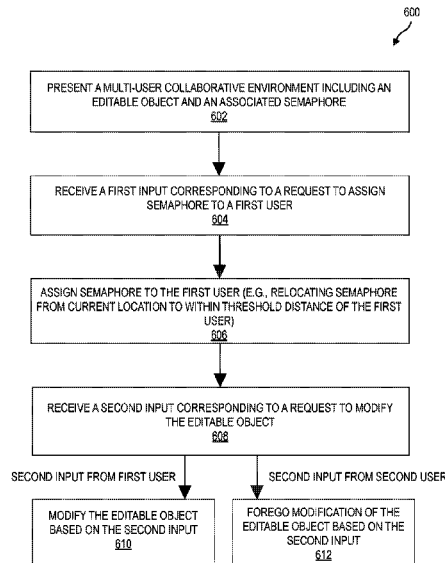 600
PRESENT A MULTI-USER COLLABORATIVE ENVIRONMENT INCLUDING AN
EDITABLE OBJECT AND AN ASSOCIATED SEMAPHORE
602
RECEIVE A FIRST INPUT CORRESPONDING TO A REQUEST TO ASSIGN
SEMAPHORE TO A FIRST USER
604
ASSIGN SEMAPHORE TO THE FIRST USER (E.G., RELOCATING SEMAPHORE
FROM CURRENT LOCATION TO WITHIN THRESHOLD DISTANCE OF THE FIRST
USER)
606
RECEIVE A SECOND INPUT CORRESPONDING TO A REQUEST TO MODIFY
THE EDITABLE OBJECT
608
SECOND INPUT FROM FIRST USER
SECOND INPUT FROM SECOND USER
MODIFY THE EDITABLE OBJECT
BASED ON THE SECOND INPUT
610
FOREGO MODIFICATION OF THE
EDITABLE OBJECT BASED ON THE
SECOND INPUT
612